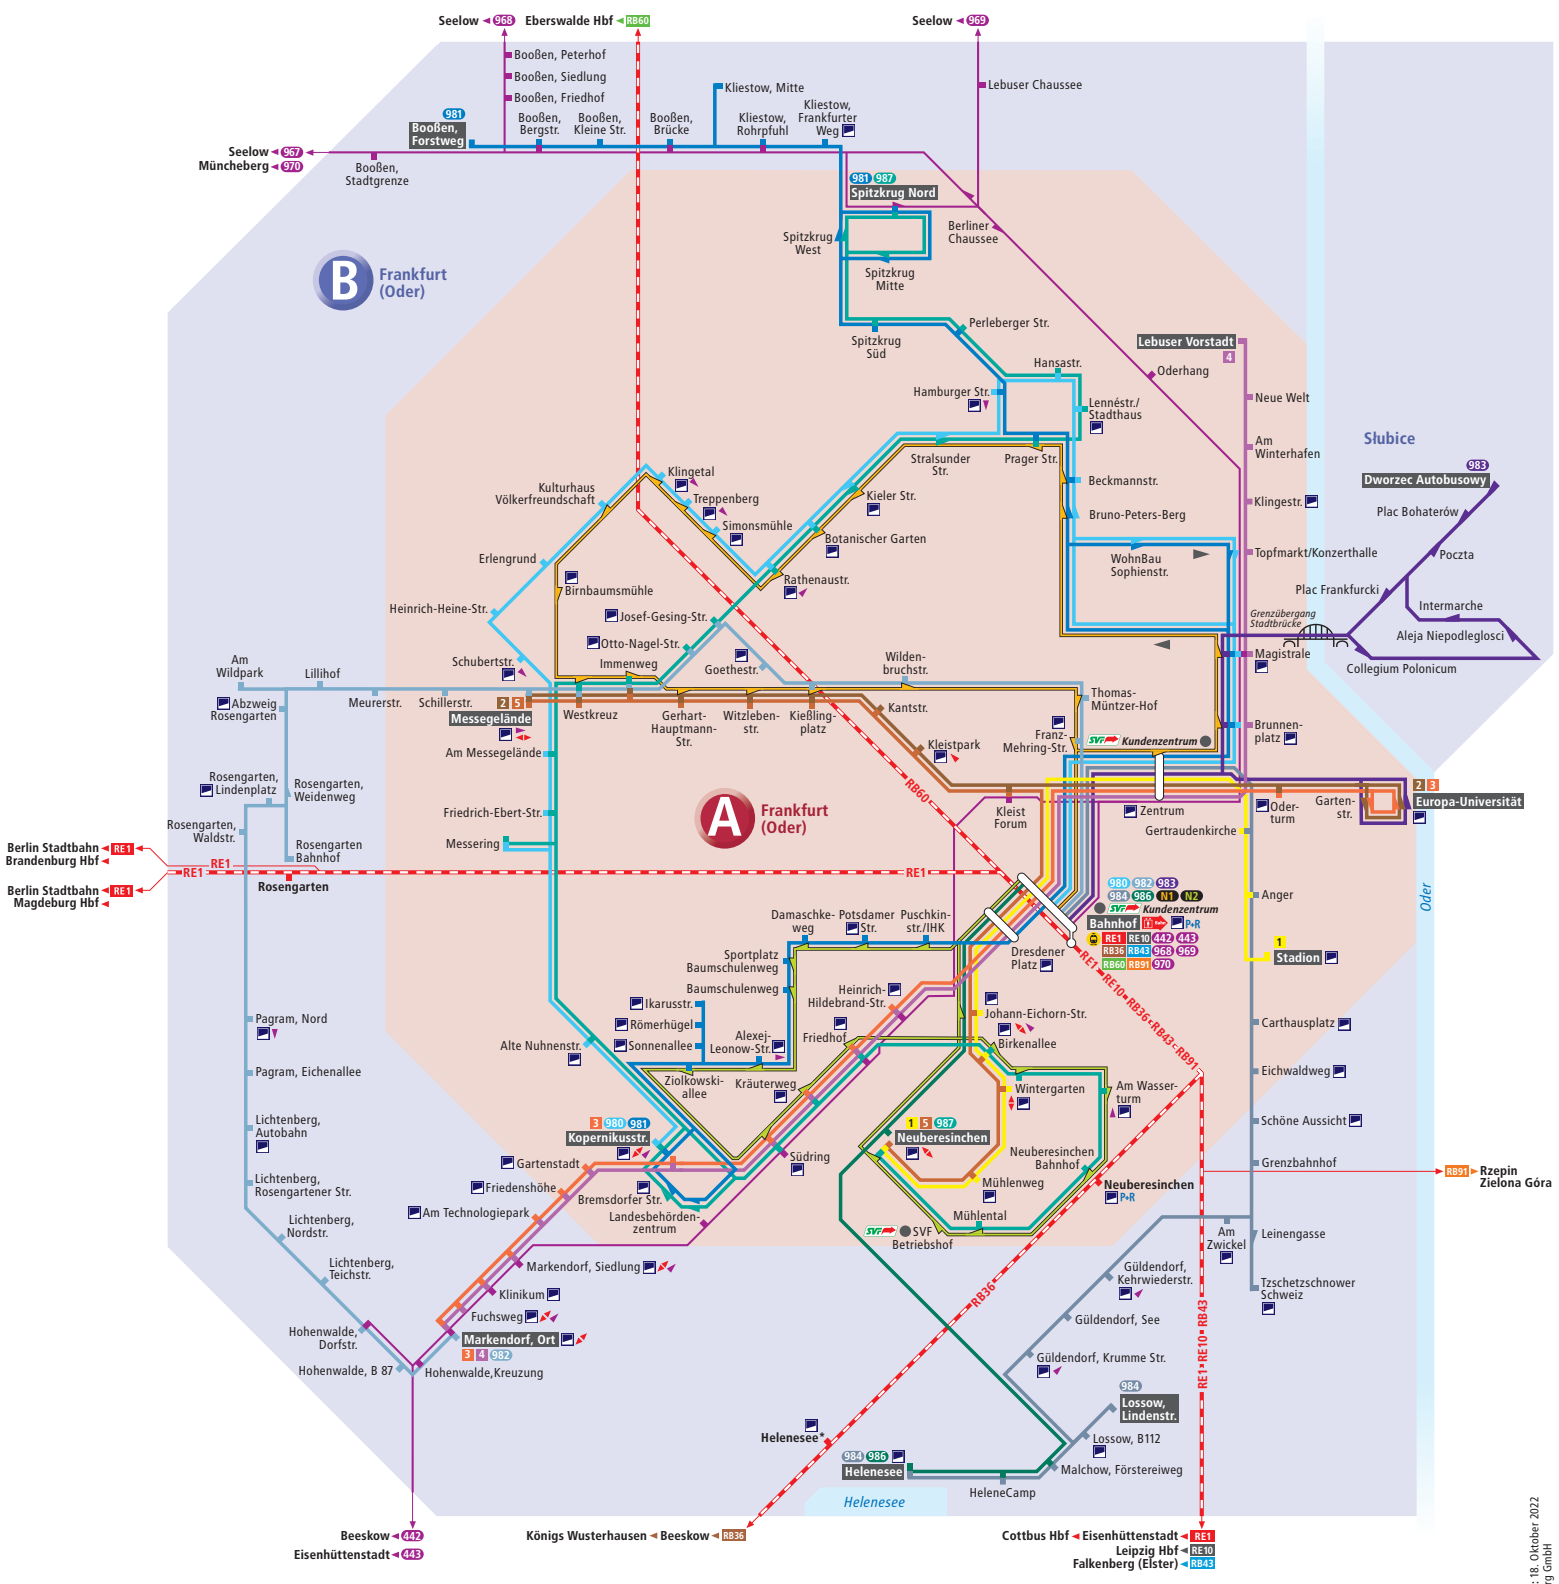 Seelow 968
Eberswalde Hbf RB60
Seelow 969
Booßen, Peterhof
Booßen, Siedlung
Booßen, Friedhof
Kliestow, Mitte
Lebuser Chaussee
981
Booßen,
Forstweg
Booßen,
Bergstr.
Booßen,
Kleine Str.
Booßen,
Brücke
Kliestow,
Rohrpfuhl
Kliestow,
Frankfurter
Weg
Seelow 967
Müncheberg 970
Booßen,
Stadtgrenze
981 987
Spitzkrug Nord
Spitzkrug
West
Berliner
Chaussee
Spitzkrug
Mitte
B
Frankfurt
(Oder)
Perleberger Str.
Spitzkrug
Süd
Lebuser Vorstadt
4
Hansastr.
Oderhang
Hamburger Str.
Neue Welt
Lennéstr./
Stadthaus
Am
Winterhafen
Słubice
Stralsunder
Str.
Prager Str.
983
Dworzec Autobusowy
Klingetal
Kulturhaus
Völkerfreundschaft
Treppenberg
Kieler Str.
Beckmannstr.
Klingestr.
Plac Bohaterów
Simonsmühle
Bruno-Peters-Berg
Botanischer Garten
Erlengrund
WohnBau
Sophienstr.
Topfmarkt/Konzerthalle
Poczta
Birnbaumsmühle
Rathenaustr.
Plac Frankfurcki
Heinrich-Heine-Str.
Josef-Gesing-Str.
Grenzübergang
Stadtbrücke
Intermarche
Aleja Niepodleglosci
Otto-Nagel-Str.
Schubertstr.
Immenweg
Goethestr.
Wilden-
bruchstr.
Magistrale
Collegium Polonicum
Am
Wildpark
Lillihof
Abzweig
Rosengarten
Meurerstr.
Schillerstr.
2 5
Messegelände
Westkreuz
Gerhart-
Hauptmann-
Str.
Witzleben-
str.
Kießling-
platz
Kantstr.
Thomas-
Müntzer-Hof
Franz-
Mehring-Str.
Brunnen-
platz
SVF Kundenzentrum
Am Messegelände
Kleistpark
Rosengarten,
Lindenplatz
Rosengarten,
Weidenweg
RB60
A
Frankfurt
(Oder)
Kleist
Forum
Zentrum
Oder-
turm
Garten-
str.
2 3
Europa-Universität
Friedrich-Ebert-Str.
Rosengarten,
Waldstr.
Gertraudenkirche
Messering
Rosengarten
Bahnhof
Berlin Stadtbahn RE1
Brandenburg Hbf
RE1
RE1
RE1
Rosengarten
Berlin Stadtbahn RE1
Magdeburg Hbf
980 982 983
984 986 N1 N2
SVF Kundenzentrum
Bahnhof P+R
RE1 RE10 442 443
RB36 RB43 968 969
RB60 RB91 970
Anger
Oder
Damaschke-
weg
Potsdamer
Str.
Puschkin-
str./IHK
1
Stadion
Dresdener
Platz
Sportplatz
Baumschulenweg
Baumschulenweg
RE1 RE10 RB36 RB43 RB91
Heinrich-
Hildebrand-Str.
Ikarusstr.
Pagram, Nord
Römerhügel
Johann-Eichorn-Str.
Carthausplatz
Alte Nuhnenstr.
Sonnenallee
Alexej-
Leonow-Str.
Friedhof
Birkenallee
Pagram, Eichenallee
Ziolkowski-
allee
Kräuterweg
Wintergarten
Am Wasser-
turm
Eichwaldweg
Lichtenberg,
Autobahn
3 980 981
Kopernikusstr.
1 5 987
Neuberesinchen
Schöne Aussicht
Gartenstadt
Südring
Neuberesinchen
Bahnhof
Grenzbahnhof
RB91 Rzepin
Zielona Góra
Lichtenberg,
Rosengartener Str.
Friedenshöhe
Bremsdorfer Str.
Mühlenweg
Neuberesinchen
P+R
Am Technologiepark
Landesbehörden-
zentrum
Mühlental
SVF SVF
Betriebshof
Lichtenberg,
Nordstr.
Am
Zwickel
Leinengasse
Lichtenberg,
Teichstr.
Markendorf, Siedlung
Güldendorf,
Kehrwiederstr.
Tzschetzschnower
Schweiz
Klinikum
RB36
Fuchsweg
Güldendorf, See
RE1 RE10 RB43
Hohenwalde,
Dorfstr.
Markendorf, Ort
3 4 982
Hohenwalde, B 87
Hohenwalde,Kreuzung
Güldendorf, Krumme Str.
984
Lossow,
Lindenstr.
Helenesee*
Lossow, B112
984 986
Helenesee
Malchow, Förstereiweg
HeleneCamp
Helenesee
Beeskow 442
Eisenhüttenstadt 443
Königs Wusterhausen Beeskow RB36
Cottbus Hbf Eisenhüttenstadt RE1
Leipzig Hbf RE10
Falkenberg (Elster) RB43
: 18. Oktober 2022
rg GmbH